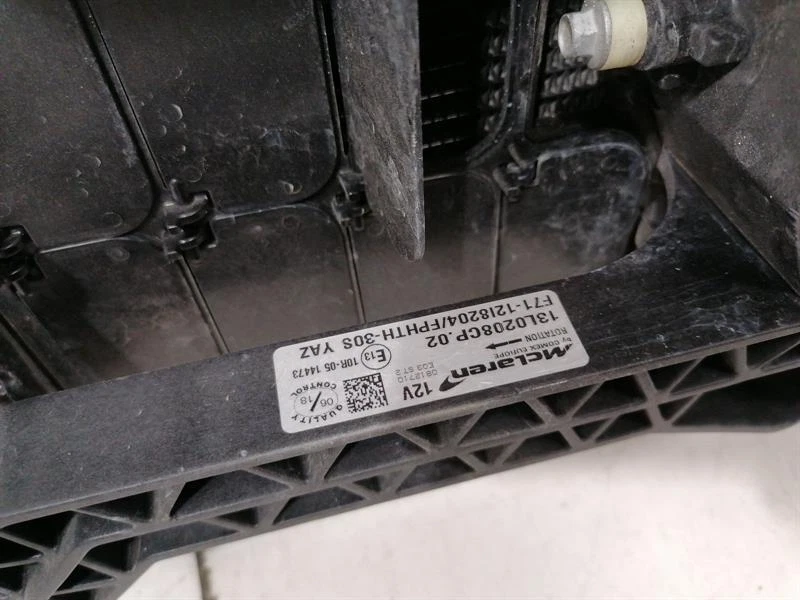 McLaren
by COMEX EUROPE
ROTATION
13L0208CP.02
F71-12I8204/FPHTH-30S YAZ
12V
E13 10R-05 14473
QUALITY
06/18
CONTROL